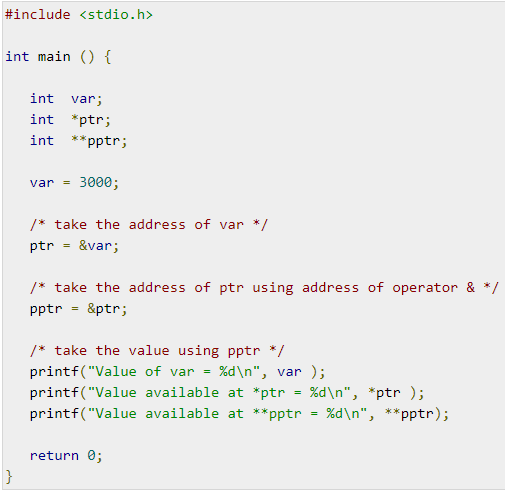 #include <stdio.h>
int main () {
int  var;
int  *ptr;
int  **pptr;
var = 3000;
/* take the address of var */
ptr = &var;
/* take the address of ptr using address of operator & */
pptr = &ptr;
/* take the value using pptr */
printf("Value of var = %d\n", var );
printf("Value available at *ptr = %d\n", *ptr );
printf("Value available at **pptr = %d\n", **pptr);
return 0;
}